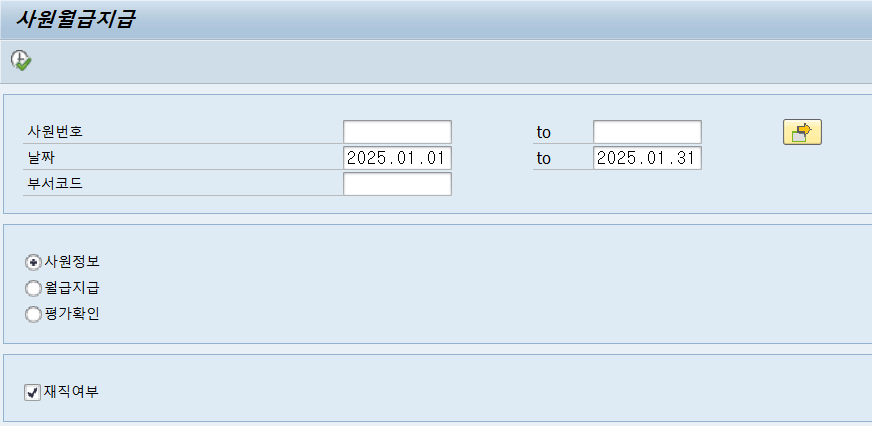 사원월급지급
사원번호 to
날짜 2025.01.01 to 2025.01.31
부서코드
사원정보
월급지급
평가확인
재직여부